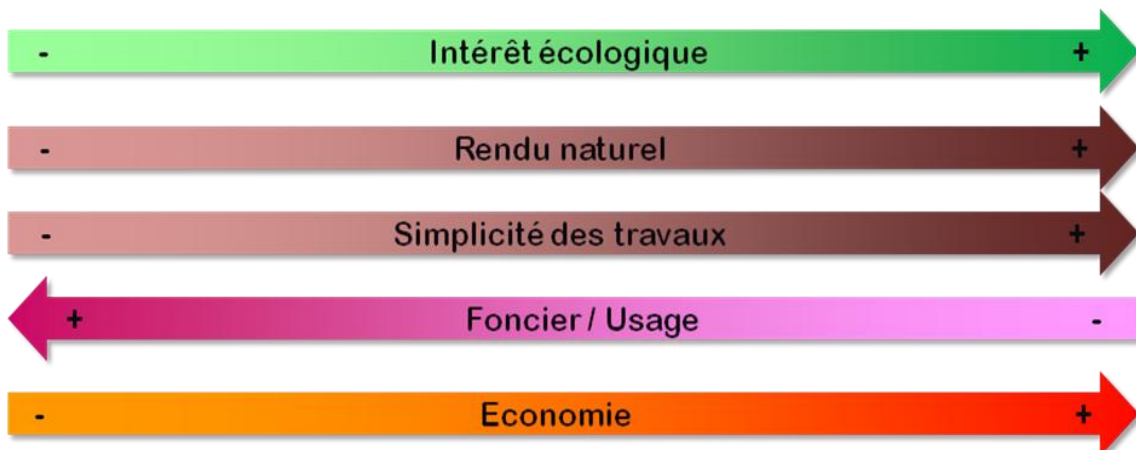 - Intérêt écologique +
- Rendu naturel +
- Simplicité des travaux +
+ Foncier / Usage -
- Economie +